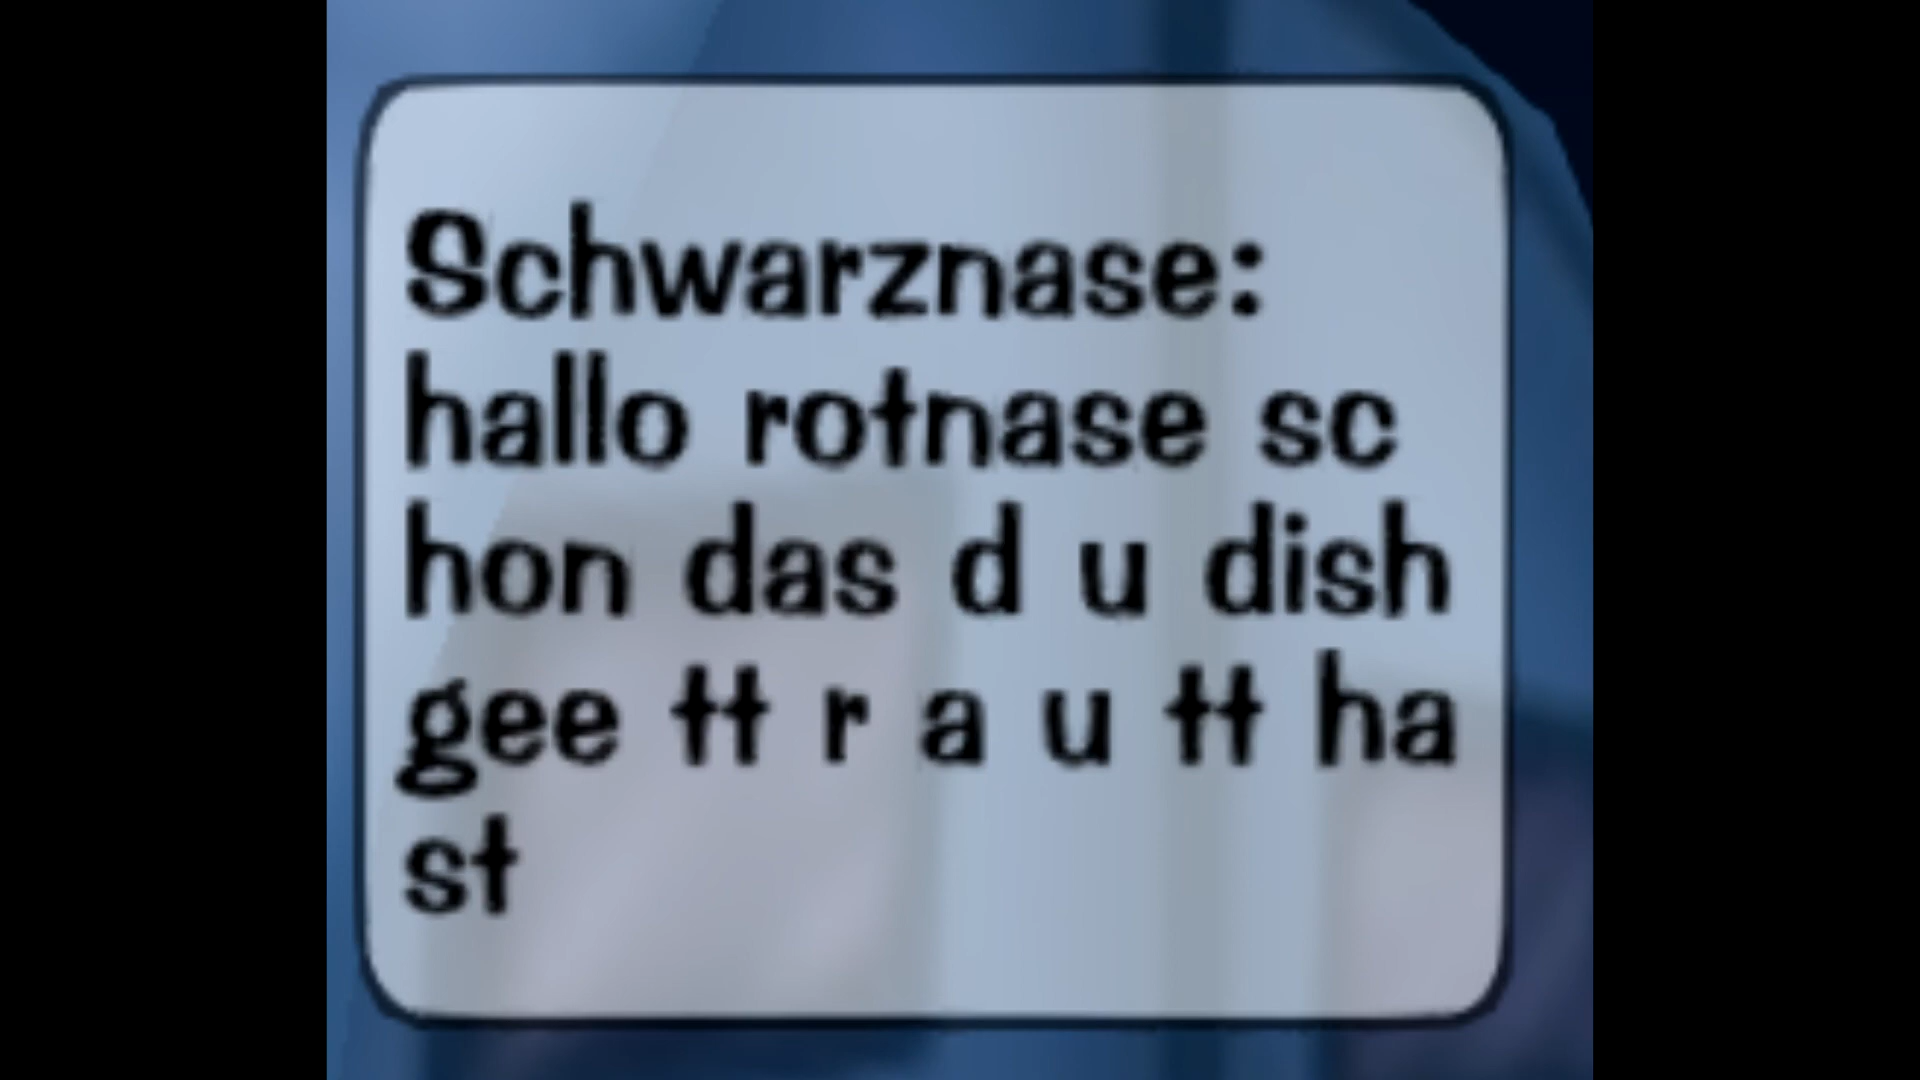 Schwarznase:
hallo rotnase sc
hon das d u dish
gee tt r a u tt ha
st